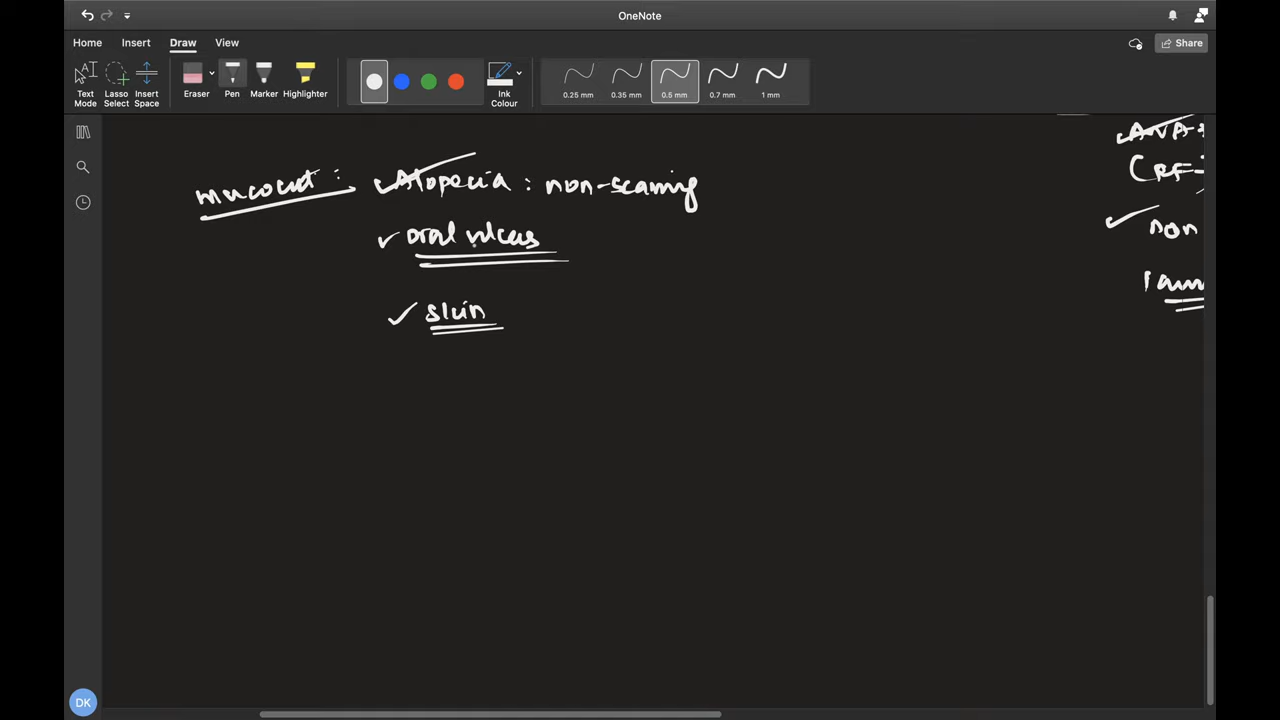 OneNote
Home Insert Draw View
Share
Text Mode
Lasso Select
Insert Space
Eraser
Pen
Marker
Highlighter
Ink Colour
0.25 mm 0.35 mm 0.5 mm 0.7 mm 1 mm
mucocut : Alopecia : non-scarring
oral ulcers
skin
ANA
non
DK